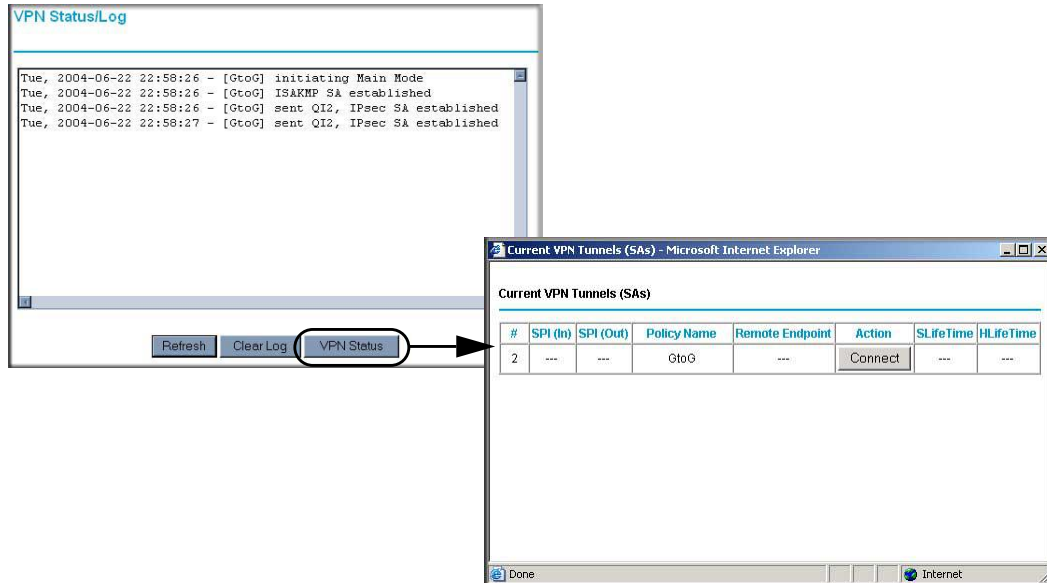 VPN Status/Log
Tue, 2004-06-22 22:58:26 - [GtoG] initiating Main Mode
Tue, 2004-06-22 22:58:26 - [GtoG] ISAKMP SA established
Tue, 2004-06-22 22:58:26 - [GtoG] sent QI2, IPsec SA established
Tue, 2004-06-22 22:58:27 - [GtoG] sent QI2, IPsec SA established
Refresh Clear Log VPN Status
Current VPN Tunnels (SAs) - Microsoft Internet Explorer
Current VPN Tunnels (SAs)
# SPI (In) SPI (Out) Policy Name Remote Endpoint Action SLifeTime HLifeTime
2 --- --- GtoG --- Connect --- ---
Done Internet